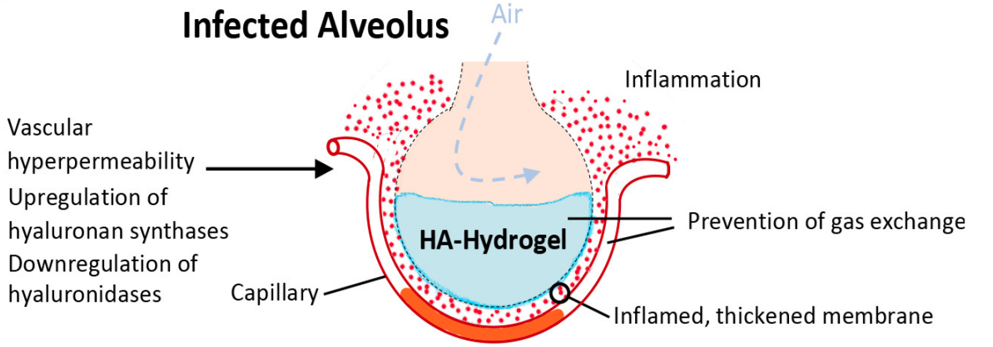 Infected Alveolus
Air
Inflammation
Vascular
hyperpermeability
Upregulation of
hyaluronan synthases
Downregulation of
hyaluronidases
HA-Hydrogel
Prevention of gas exchange
Capillary
Inflamed, thickened membrane